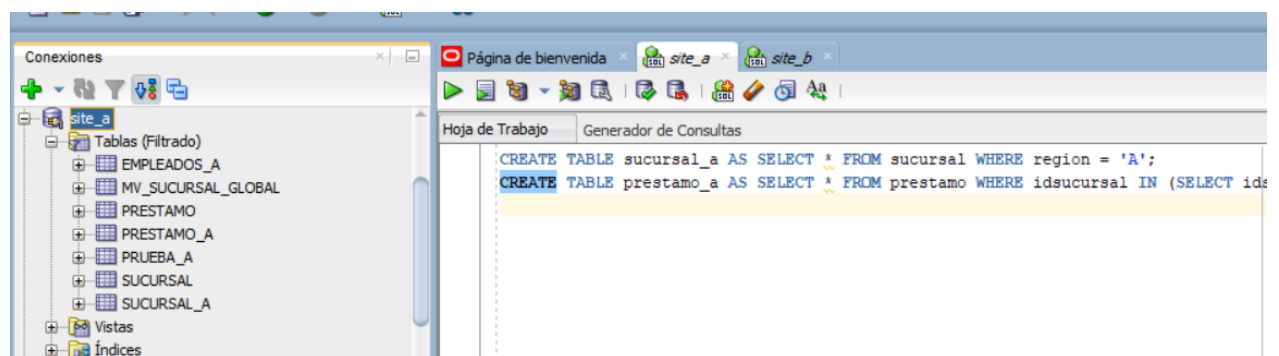 Conexiones
Página de bienvenida
site_a
site_b
site_a
Tablas (Filtrado)
EMPLEADOS_A
MV_SUCURSAL_GLOBAL
PRESTAMO
PRESTAMO_A
PRUEBA_A
SUCURSAL
SUCURSAL_A
Vistas
Índices
Hoja de Trabajo Generador de Consultas
CREATE TABLE sucursal_a AS SELECT * FROM sucursal WHERE region = 'A';
CREATE TABLE prestamo_a AS SELECT * FROM prestamo WHERE idsucursal IN (SELECT ids